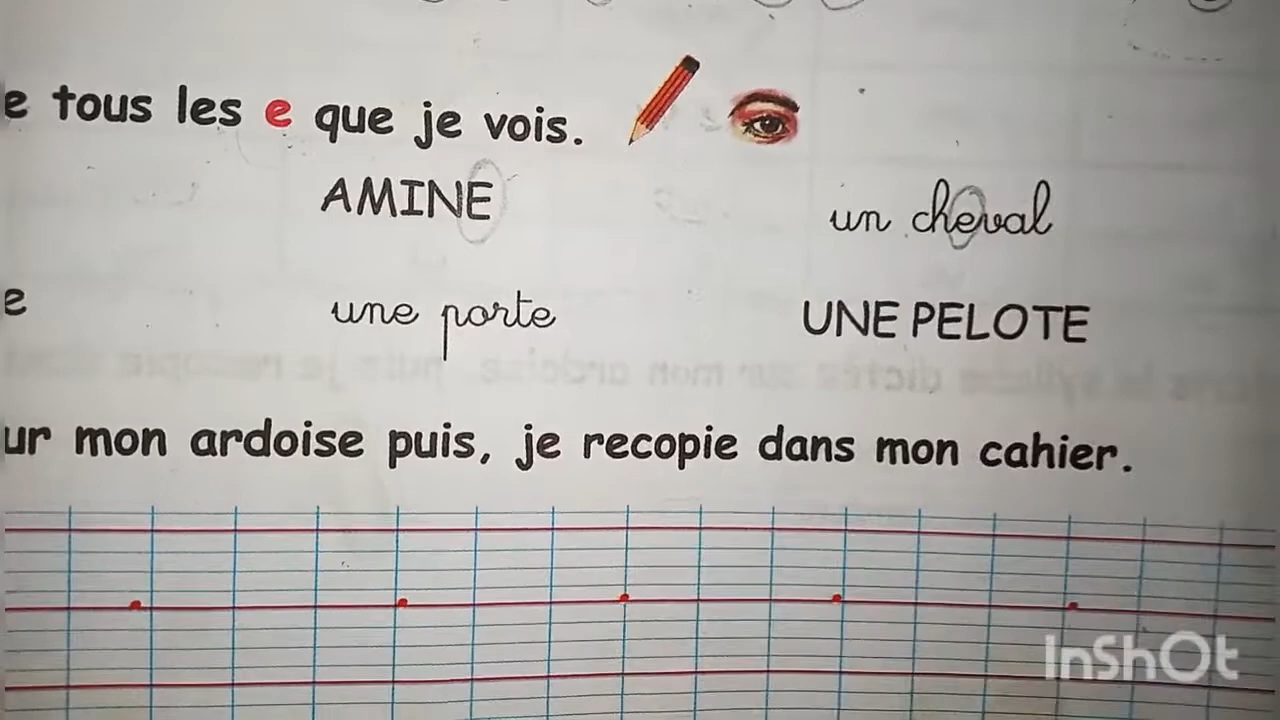 e tous les e que je vois.
AMINE un cheval
e une porte UNE PELOTE
ur mon ardoise puis, je recopie dans mon cahier.
InShOt